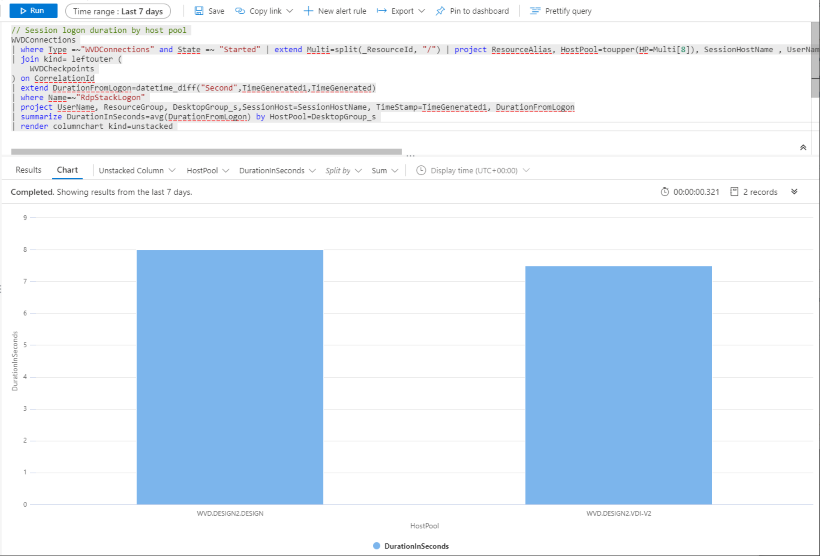 Run Time range : Last 7 days Save Copy link New alert rule Export Pin to dashboard Prettify query
// Session logon duration by host pool
WVDConnections
| where Type =~"WVDConnections" and State =~ "Started" | extend Multi=split(_ResourceId, "/") | project ResourceAlias, HostPool=toupper(HP=Multi[8]), SessionHostName , UserNam
| join kind= leftouter (
WVDCheckpoints
) on CorrelationId
| extend DurationFromLogon=datetime_diff("Second",TimeGenerated1,TimeGenerated)
| where Name=~"RdpStackLogon"
| project UserName, ResourceGroup, DesktopGroup_s,SessionHost=SessionHostName, TimeStamp=TimeGenerated1, DurationFromLogon
| summarize DurationInSeconds=avg(DurationFromLogon) by HostPool=DesktopGroup_s
| render columnchart kind=unstacked
...
Results Chart Unstacked Column HostPool DurationInSeconds Split by Sum Display time (UTC+00:00)
Completed. Showing results from the last 7 days. 00:00:00.321 2 records
9
8
7
6
5
4
3
2
1
0
DurationInSeconds
WVD.DESIGN2.DESIGN WVD.DESIGN2.VDI-V2
HostPool
DurationInSeconds